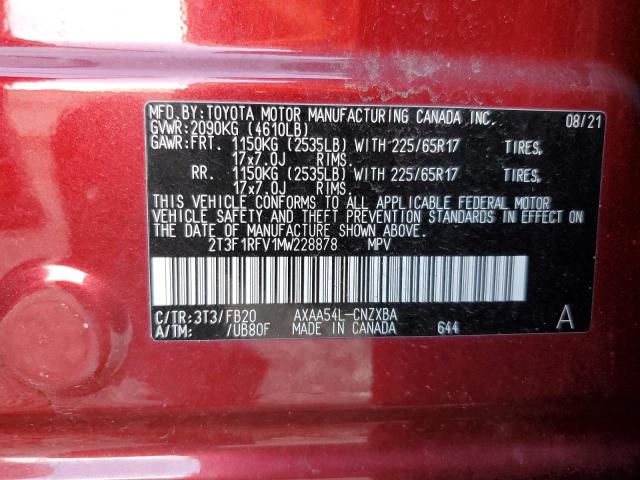 MFD.BY:TOYOTA MOTOR MANUFACTURING CANADA INC. 08/21
GVWR:2090KG (4610LB)
GAWR:FRT. 1150KG (2535LB) WITH 225/65R17 TIRES,
17x7.0J RIMS.
RR. 1150KG (2535LB) WITH 225/65R17 TIRES,
17x7.0J RIMS.
THIS VEHICLE CONFORMS TO ALL APPLICABLE FEDERAL MOTOR
VEHICLE SAFETY AND THEFT PREVENTION STANDARDS IN EFFECT ON
THE DATE OF MANUFACTURE SHOWN ABOVE.
2T3F1RFV1MW228878 MPV
C/TR:3T3/FB20 AXAA54L-CNZXBA A
A/TM: /UB80F MADE IN CANADA 644